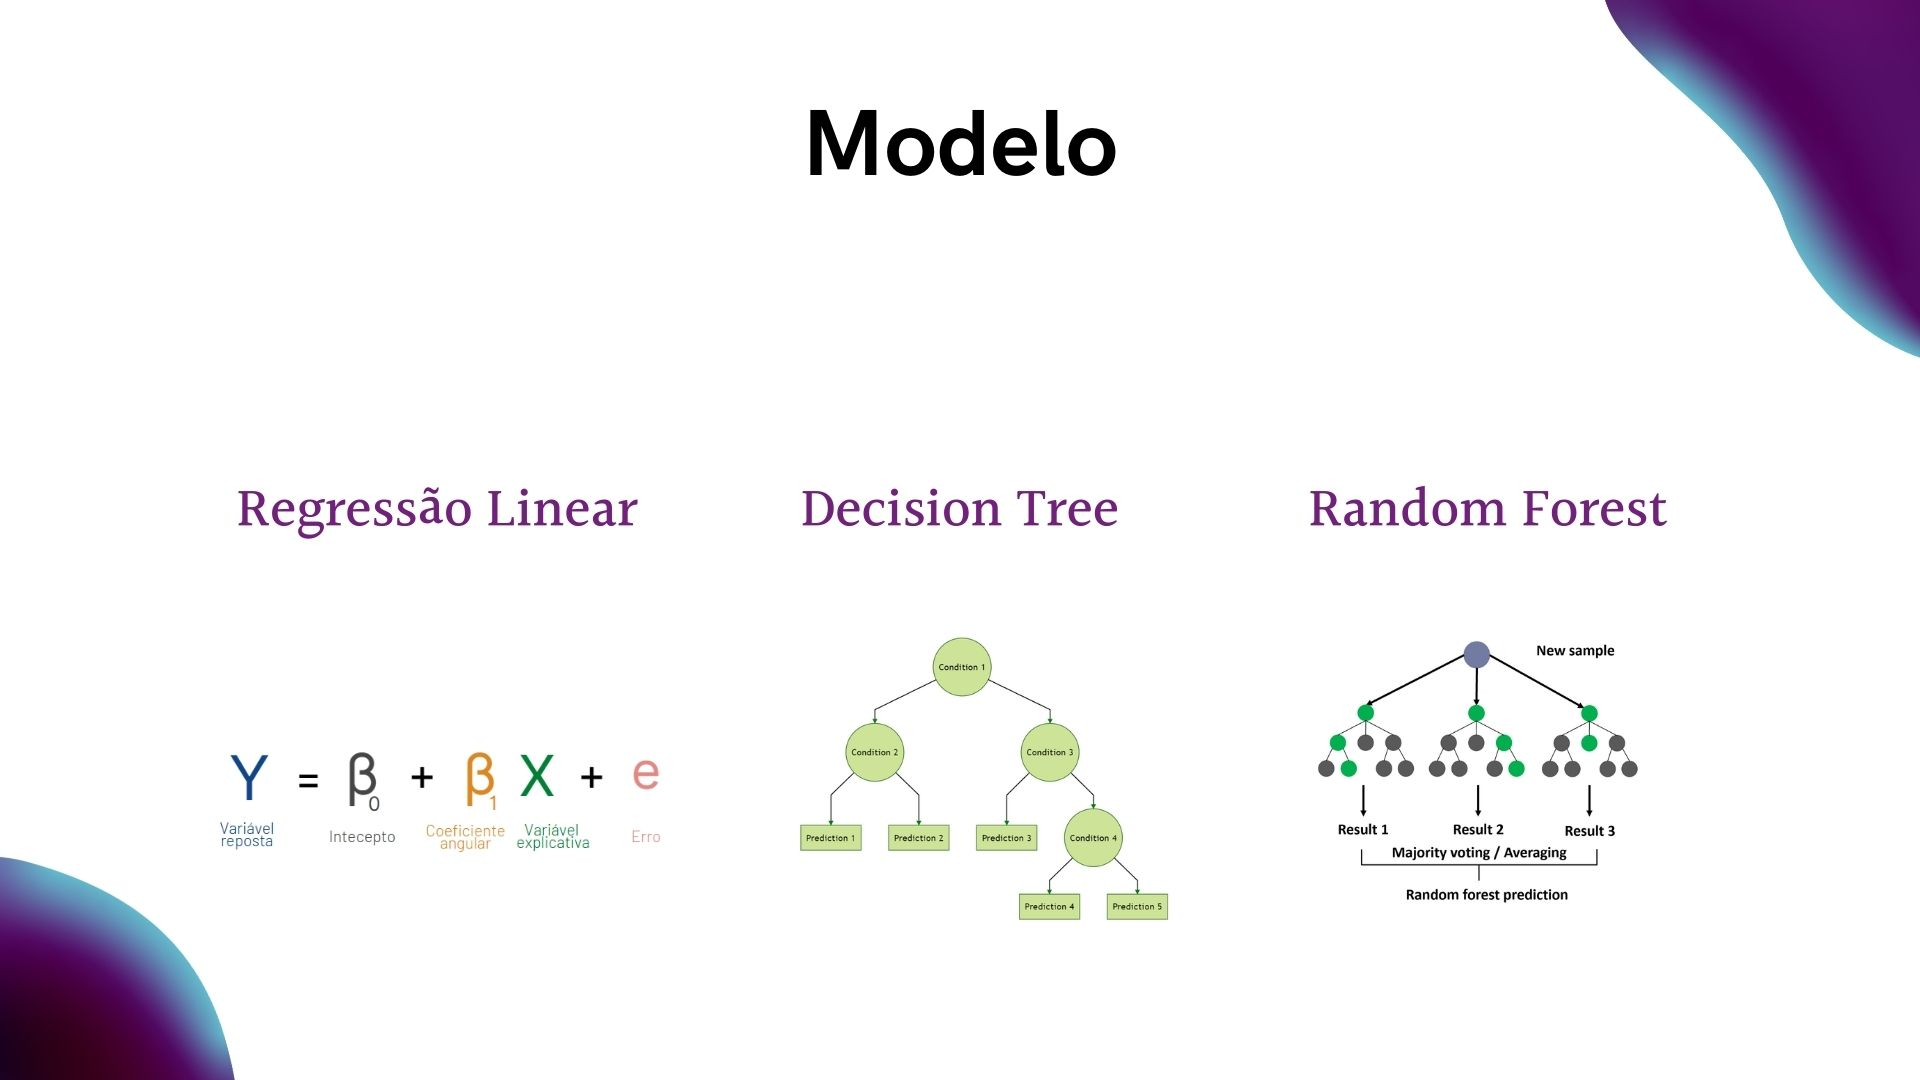 Modelo
Regressão Linear
Y = β0 + β1 X + e
Variável
reposta
Intecepto
Coeficiente
angular
Variável
explicativa
Erro
Decision Tree
Condition 1
Condition 2
Condition 3
Prediction 1
Prediction 2
Prediction 3
Condition 4
Prediction 4
Prediction 5
Random Forest
New sample
Result 1
Result 2
Result 3
Majority voting / Averaging
Random forest prediction